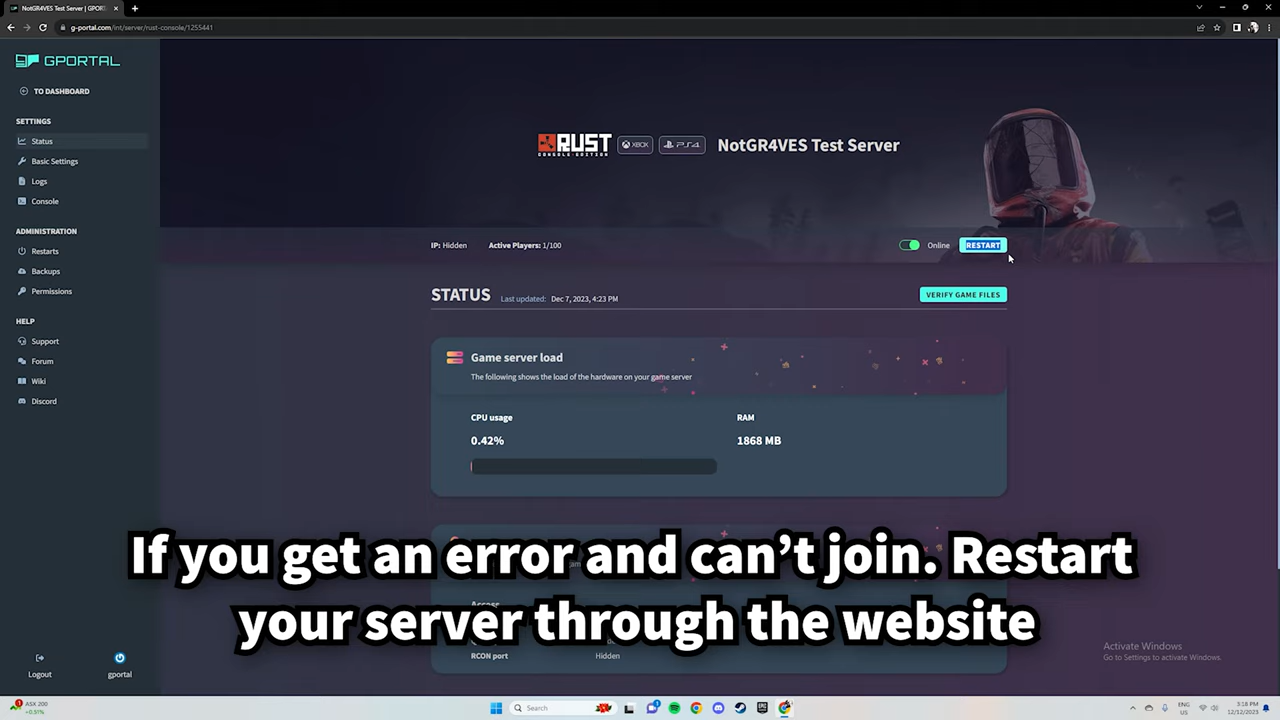 NotGR4VES Test Server | GPORT
g-portal.com/int/server/rust-console/1255441
GPORTAL
TO DASHBOARD
SETTINGS
Status
Basic Settings
Logs
Console
ADMINISTRATION
Restarts
Backups
Permissions
HELP
Support
Forum
Wiki
Discord
Logout
gportal
RUST
CONSOLE EDITION
XBOX
PS4
NotGR4VES Test Server
IP: Hidden
Active Players: 1/100
Online
RESTART
STATUS
Last updated: Dec 7, 2023, 4:23 PM
VERIFY GAME FILES
Game server load
The following shows the load of the hardware on your game server
CPU usage
0.42%
RAM
1868 MB
If you get an error and can’t join. Restart
your server through the website
RCON port
Hidden
Activate Windows
Go to Settings to activate Windows.
ASX 200
+0.51%
Search
ENG
US
3:18 PM
12/12/2023